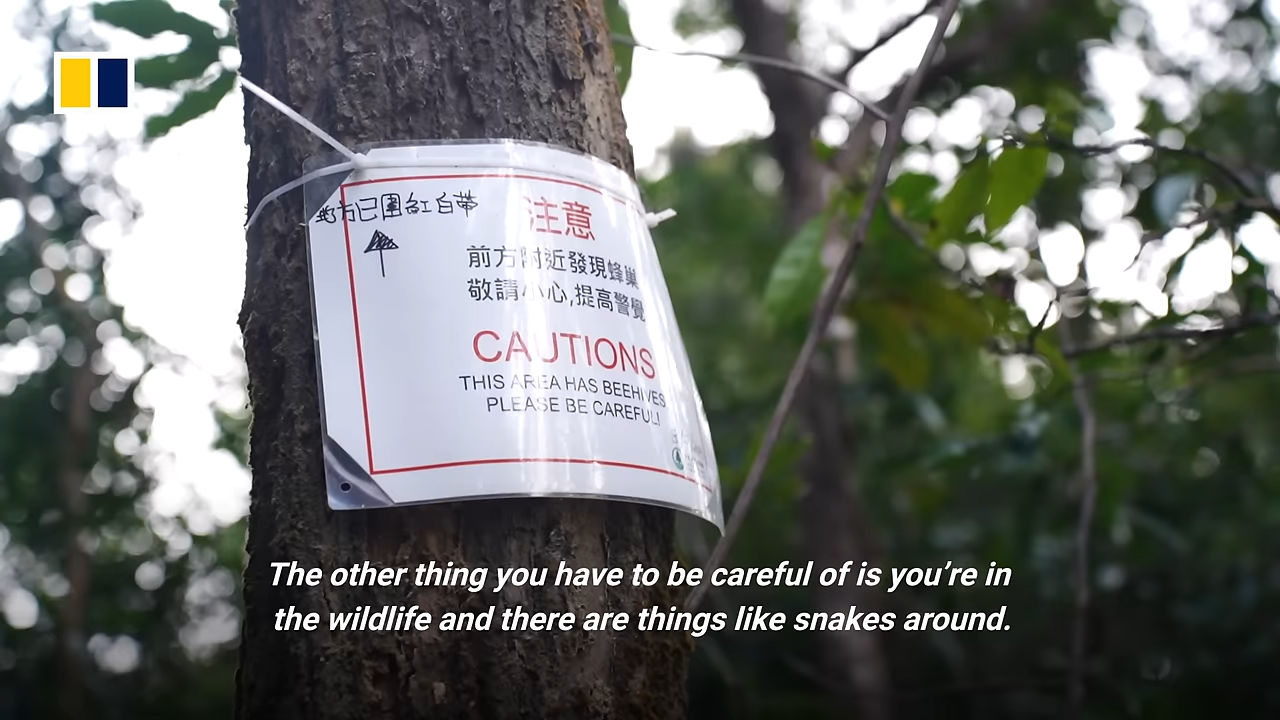 方已圍紅白帶
注意
前方附近發現蜂巢
敬請小心,提高警覺
CAUTIONS
THIS AREA HAS BEEHIVES
PLEASE BE CAREFUL!
The other thing you have to be careful of is you’re in
the wildlife and there are things like snakes around.